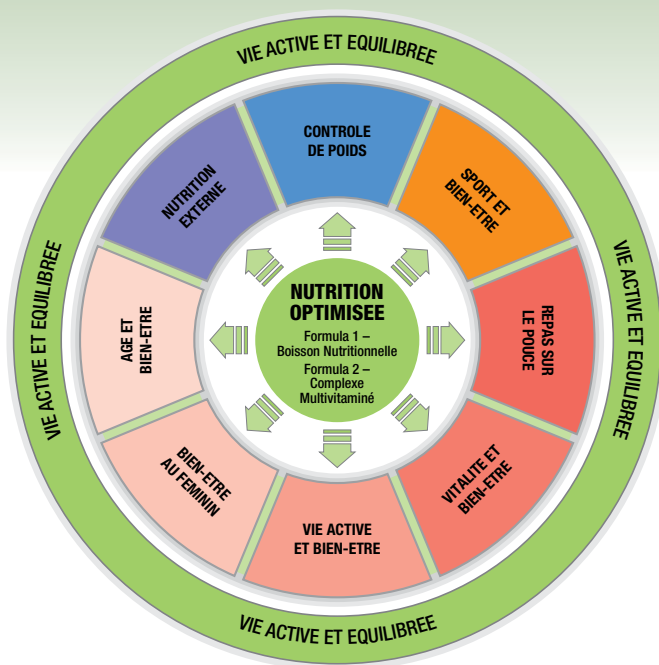 VIE ACTIVE ET EQUILIBREE
CONTROLE
DE POIDS
SPORT ET
BIEN-ETRE
REPAS SUR
LE POUCE
VITALITE ET
BIEN-ETRE
VIE ACTIVE
ET BIEN-ETRE
BIEN-ETRE
AU FEMININ
AGE ET
BIEN-ETRE
NUTRITION
EXTERNE
NUTRITION
OPTIMISEE
Formula 1 –
Boisson Nutritionnelle
Formula 2 –
Complexe
Multivitaminé
VIE ACTIVE ET EQUILIBREE
VIE ACTIVE ET EQUILIBREE
VIE ACTIVE ET EQUILIBREE